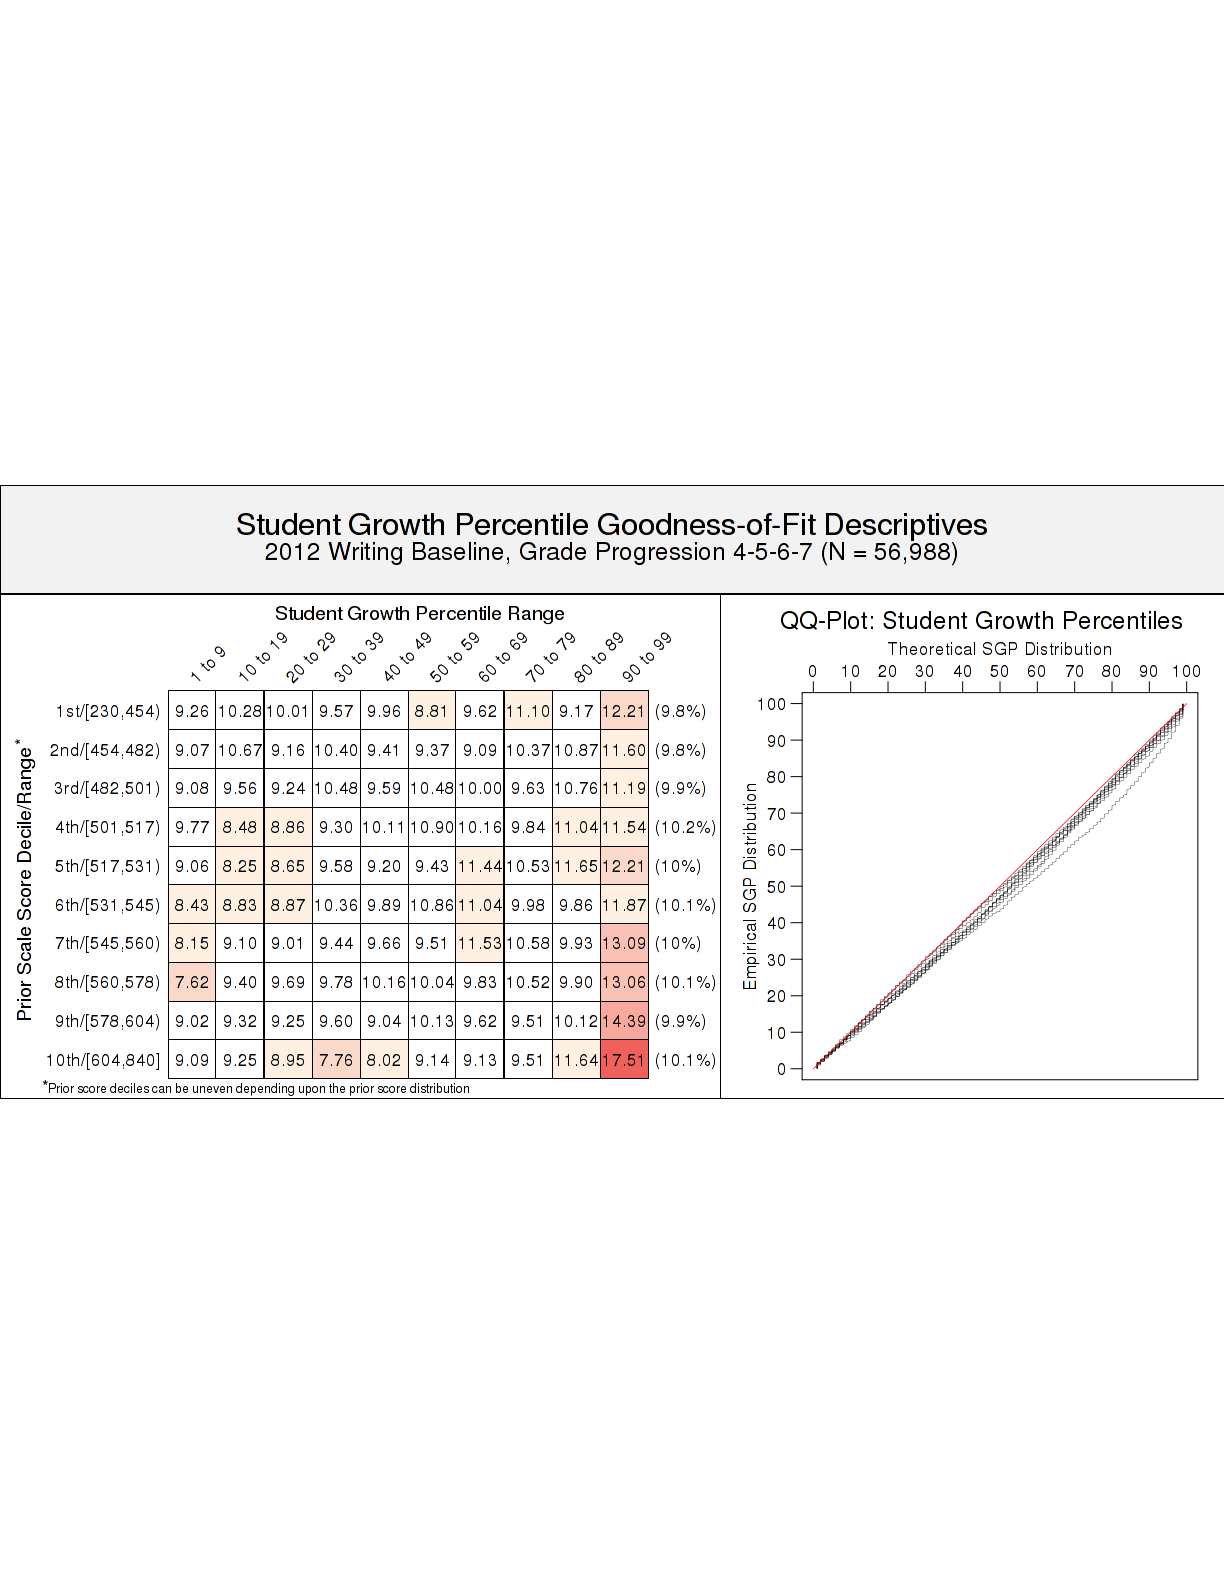 Student Growth Percentile Goodness-of-Fit Descriptives
2012 Writing Baseline, Grade Progression 4-5-6-7 (N = 56,988)
Student Growth Percentile Range
1 to 9 10 to 19 20 to 29 30 to 39 40 to 49 50 to 59 60 to 69 70 to 79 80 to 89 90 to 99
Prior Scale Score Decile/Range*
1st/[230,454) 9.26 10.28 10.01 9.57 9.96 8.81 9.62 11.10 9.17 12.21 (9.8%)
2nd/[454,482) 9.07 10.67 9.16 10.40 9.41 9.37 9.09 10.37 10.87 11.60 (9.8%)
3rd/[482,501) 9.08 9.56 9.24 10.48 9.59 10.48 10.00 9.63 10.76 11.19 (9.9%)
4th/[501,517) 9.77 8.48 8.86 9.30 10.11 10.90 10.16 9.84 11.04 11.54 (10.2%)
5th/[517,531) 9.06 8.25 8.65 9.58 9.20 9.43 11.44 10.53 11.65 12.21 (10%)
6th/[531,545) 8.43 8.83 8.87 10.36 9.89 10.86 11.04 9.98 9.86 11.87 (10.1%)
7th/[545,560) 8.15 9.10 9.01 9.44 9.66 9.51 11.53 10.58 9.93 13.09 (10%)
8th/[560,578) 7.62 9.40 9.69 9.78 10.16 10.04 9.83 10.52 9.90 13.06 (10.1%)
9th/[578,604) 9.02 9.32 9.25 9.60 9.04 10.13 9.62 9.51 10.12 14.39 (9.9%)
10th/[604,840] 9.09 9.25 8.95 7.76 8.02 9.14 9.13 9.51 11.64 17.51 (10.1%)
*Prior score deciles can be uneven depending upon the prior score distribution
QQ-Plot: Student Growth Percentiles
Theoretical SGP Distribution
0 10 20 30 40 50 60 70 80 90 100
Empirical SGP Distribution
100
90
80
70
60
50
40
30
20
10
0